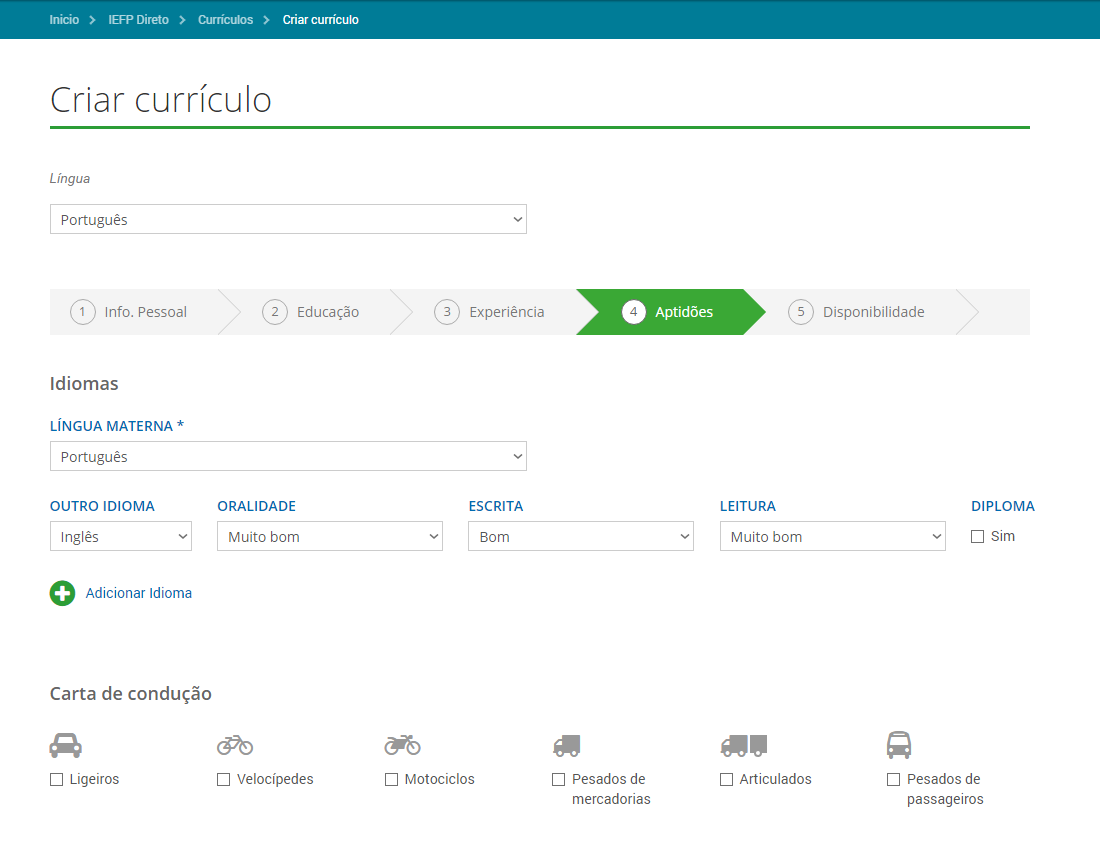 Inicio IEFP Direto Currículos Criar currículo
Criar currículo
Língua
Português
1 Info. Pessoal 2 Educação 3 Experiência 4 Aptidões 5 Disponibilidade
Idiomas
LÍNGUA MATERNA *
Português
OUTRO IDIOMA ORALIDADE ESCRITA LEITURA DIPLOMA
Inglês Muito bom Bom Muito bom Sim
Adicionar Idioma
Carta de condução
Ligeiros Velocípedes Motociclos Pesados de Articulados Pesados de
mercadorias passageiros